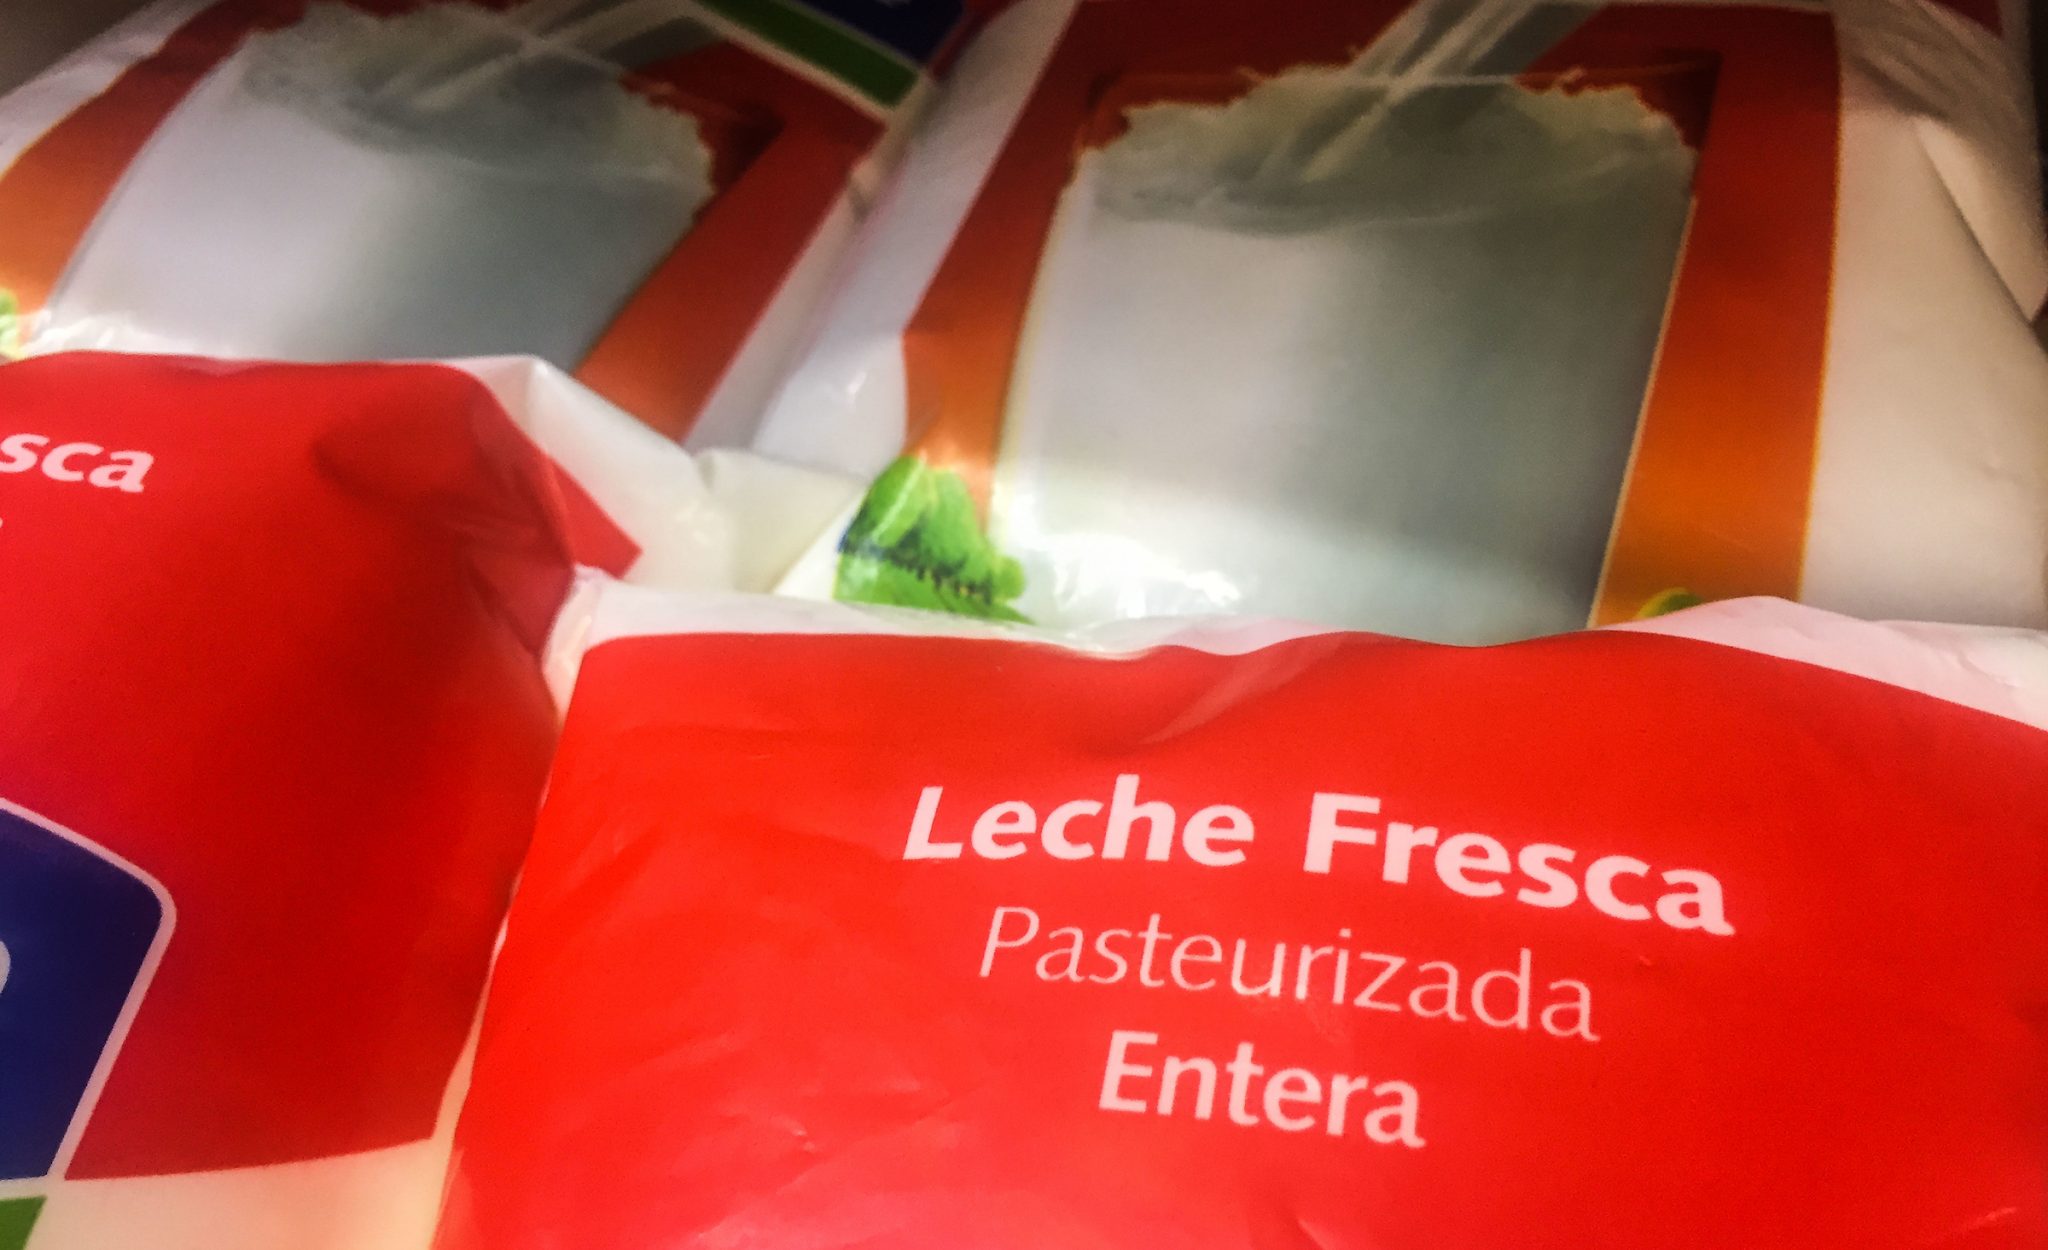 sca
Leche Fresca
Pasteurizada
Entera